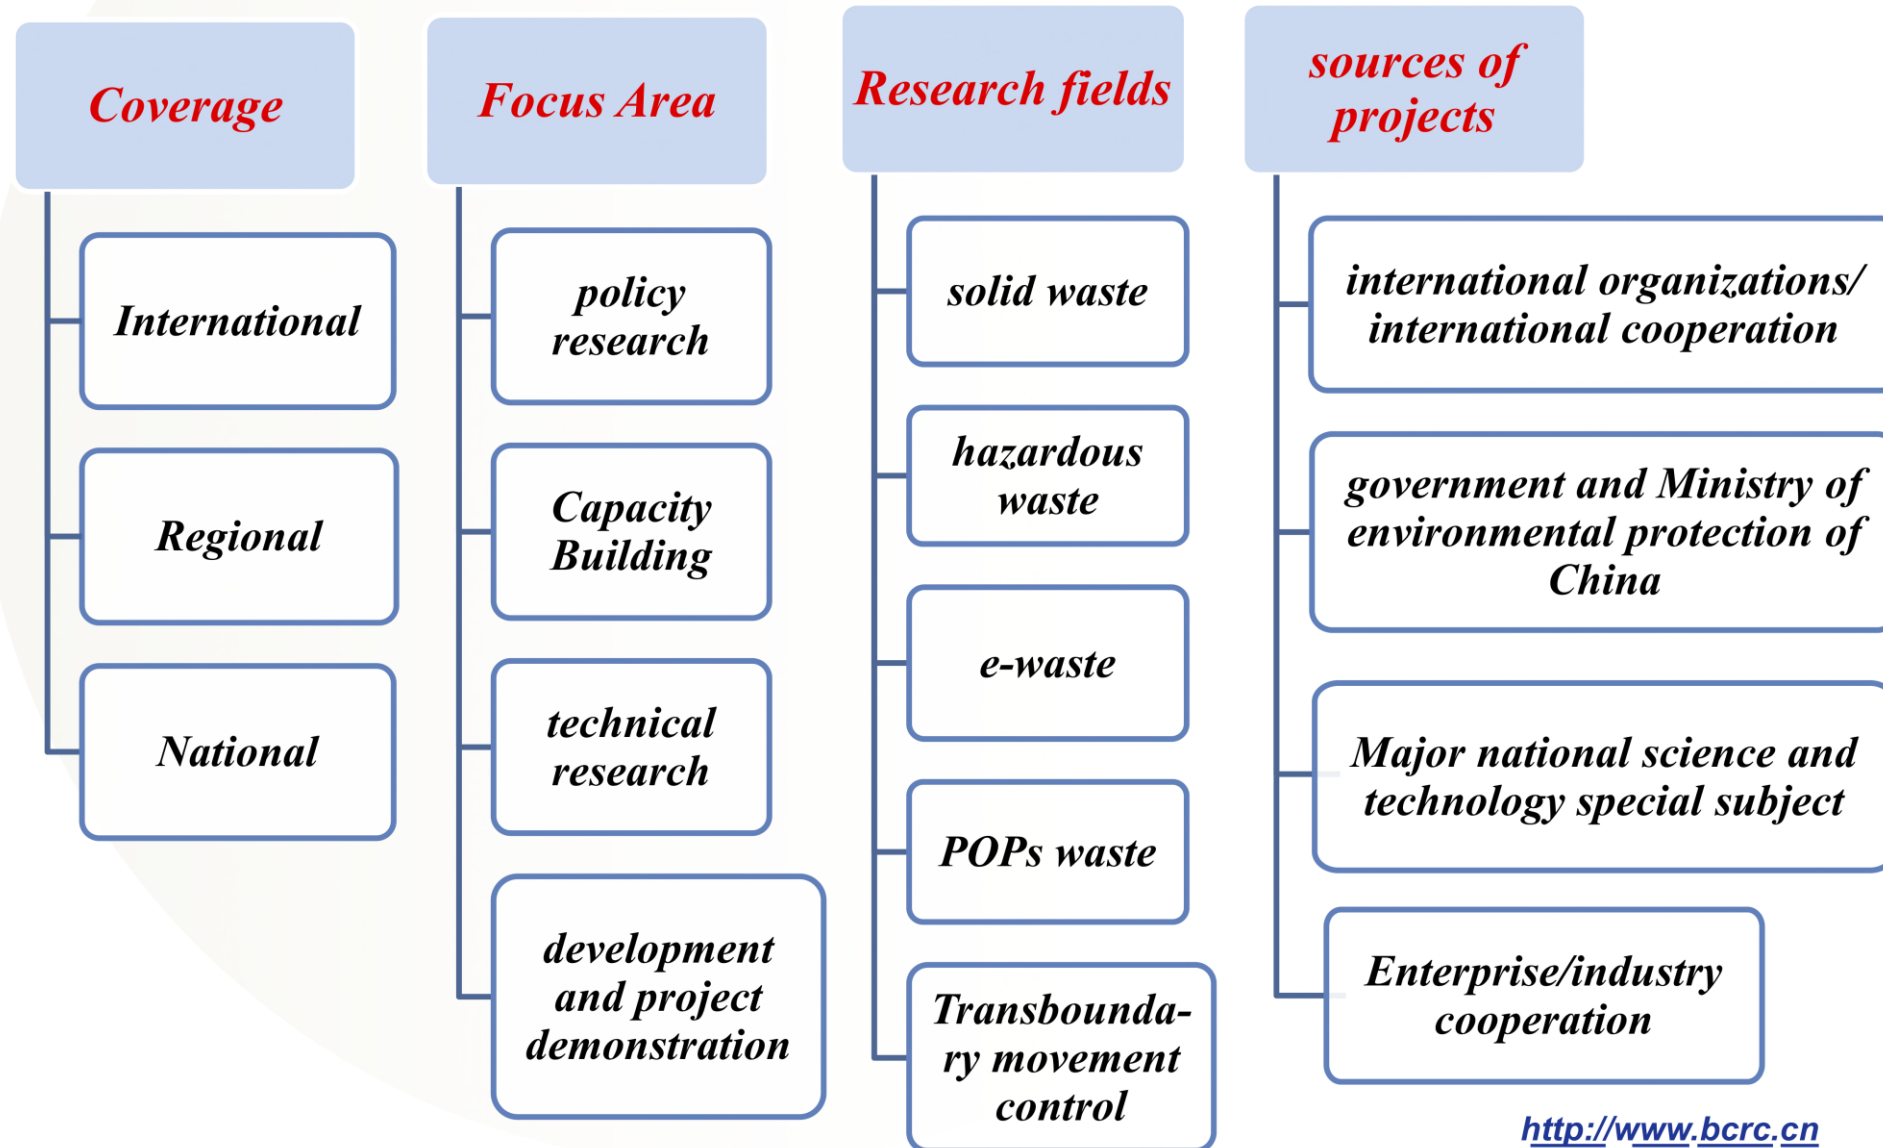 Coverage
International
Regional
National
Focus Area
policy
research
Capacity
Building
technical
research
development
and project
demonstration
Research fields
solid waste
hazardous
waste
e-waste
POPs waste
Transbounda-
ry movement
control
sources of
projects
international organizations/
international cooperation
government and Ministry of
environmental protection of
China
Major national science and
technology special subject
Enterprise/industry
cooperation
http://www.bcrc.cn